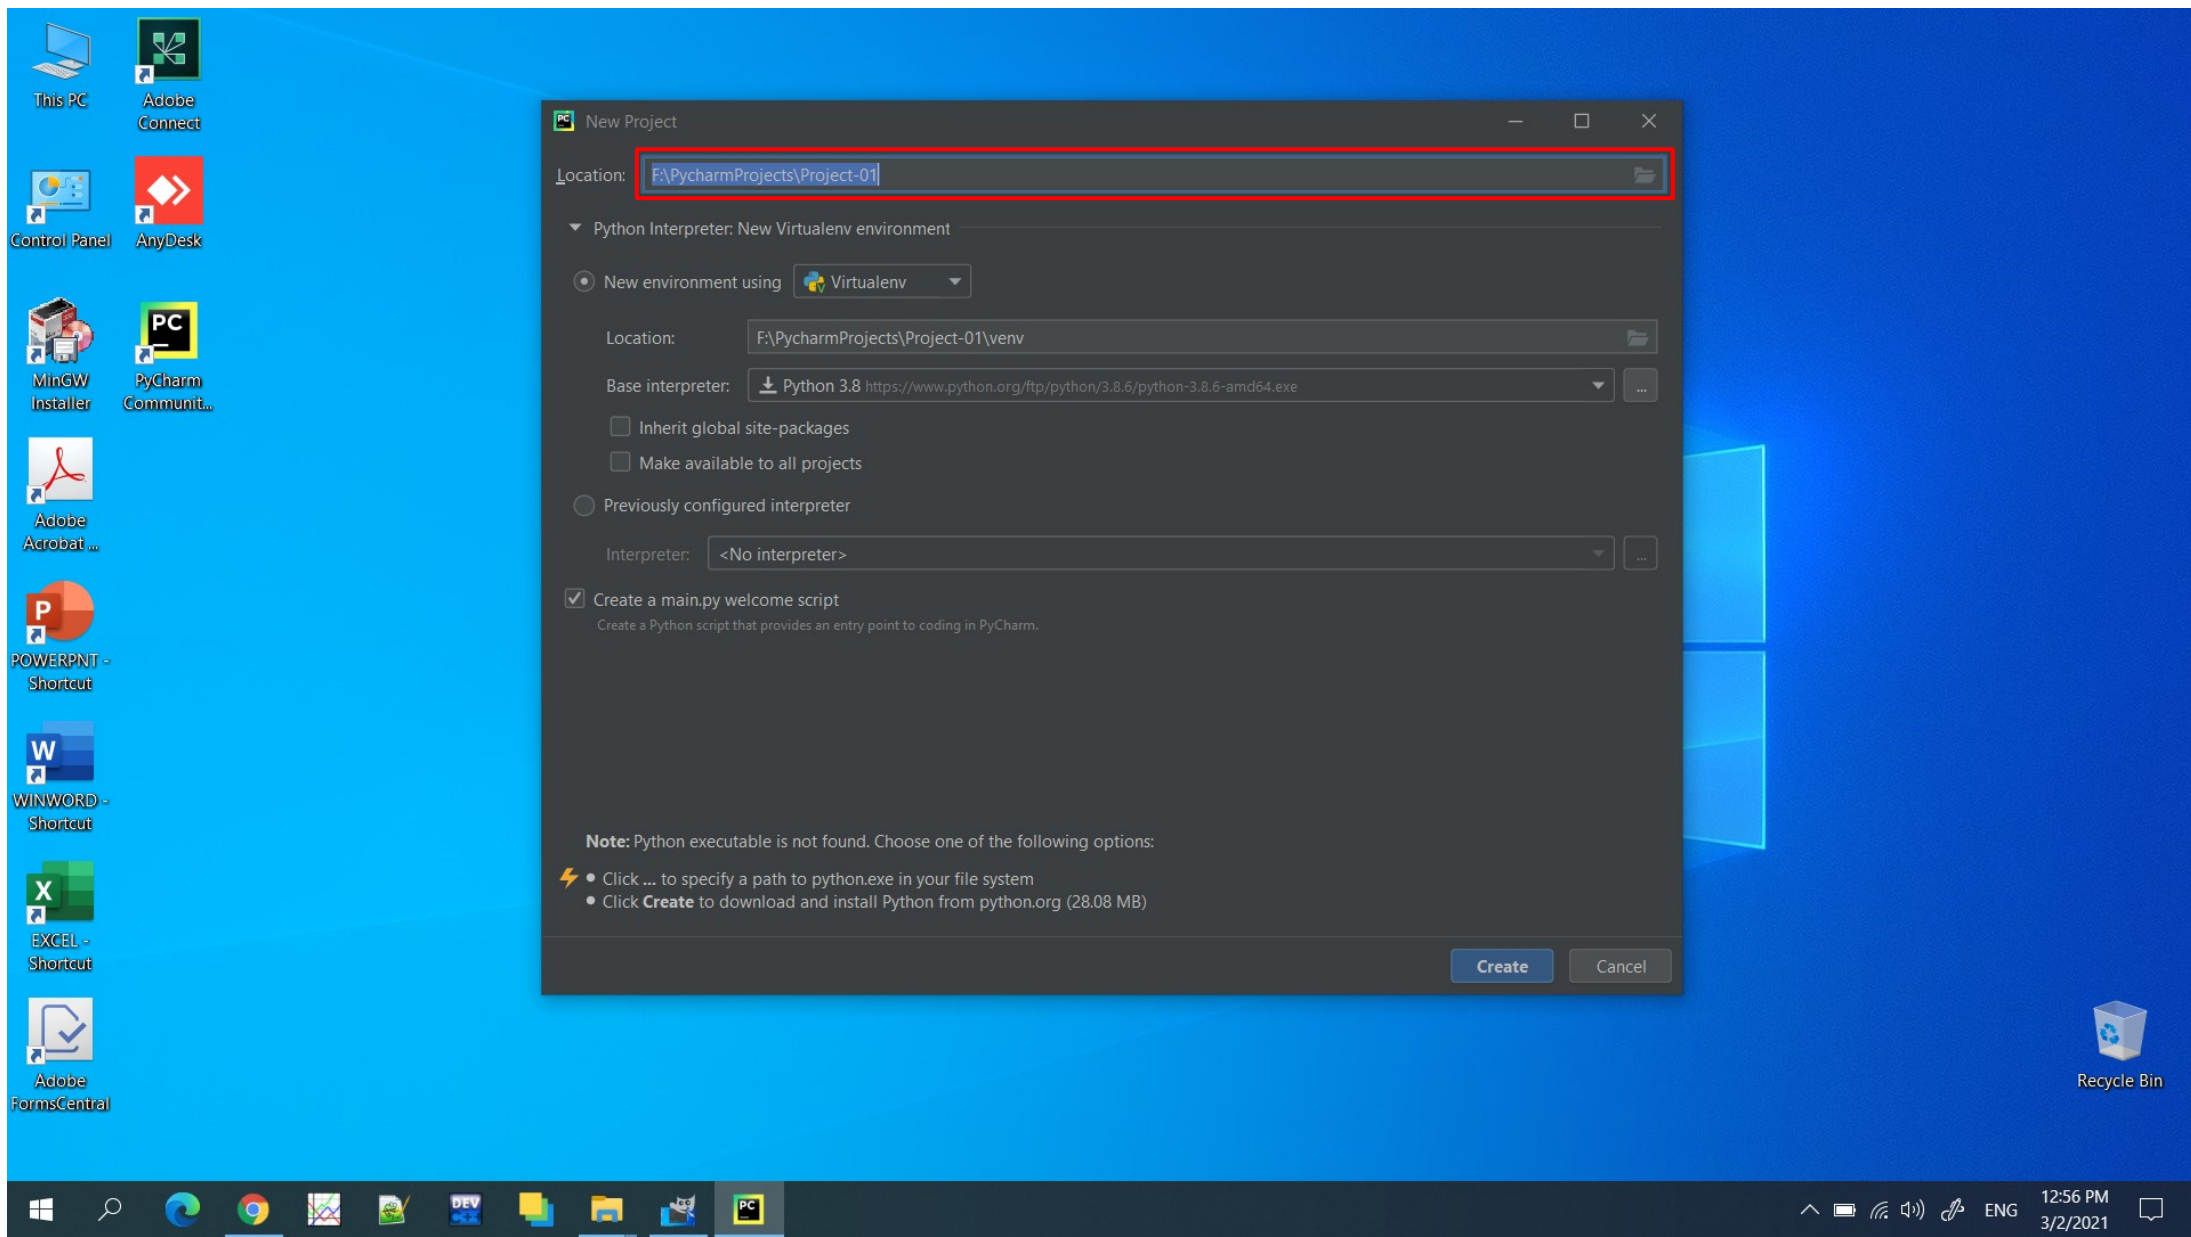 This PC
Adobe
Connect
Control Panel
AnyDesk
MinGW
Installer
PC
PyCharm
Communit...
Adobe
Acrobat ...
P
POWERPNT -
Shortcut
W
WINWORD -
Shortcut
X
EXCEL -
Shortcut
Adobe
FormsCentral
PC New Project
Location: F:\PycharmProjects\Project-01
Python Interpreter: New Virtualenv environment
New environment using Virtualenv
Location: F:\PycharmProjects\Project-01\venv
Base interpreter: Python 3.8 https://www.python.org/ftp/python/3.8.6/python-3.8.6-amd64.exe ...
Inherit global site-packages
Make available to all projects
Previously configured interpreter
Interpreter: <No interpreter> ...
Create a main.py welcome script
Create a Python script that provides an entry point to coding in PyCharm.
Note: Python executable is not found. Choose one of the following options:
• Click ... to specify a path to python.exe in your file system
• Click Create to download and install Python from python.org (28.08 MB)
Create Cancel
Recycle Bin
DEV
C++
PC
ENG
12:56 PM
3/2/2021